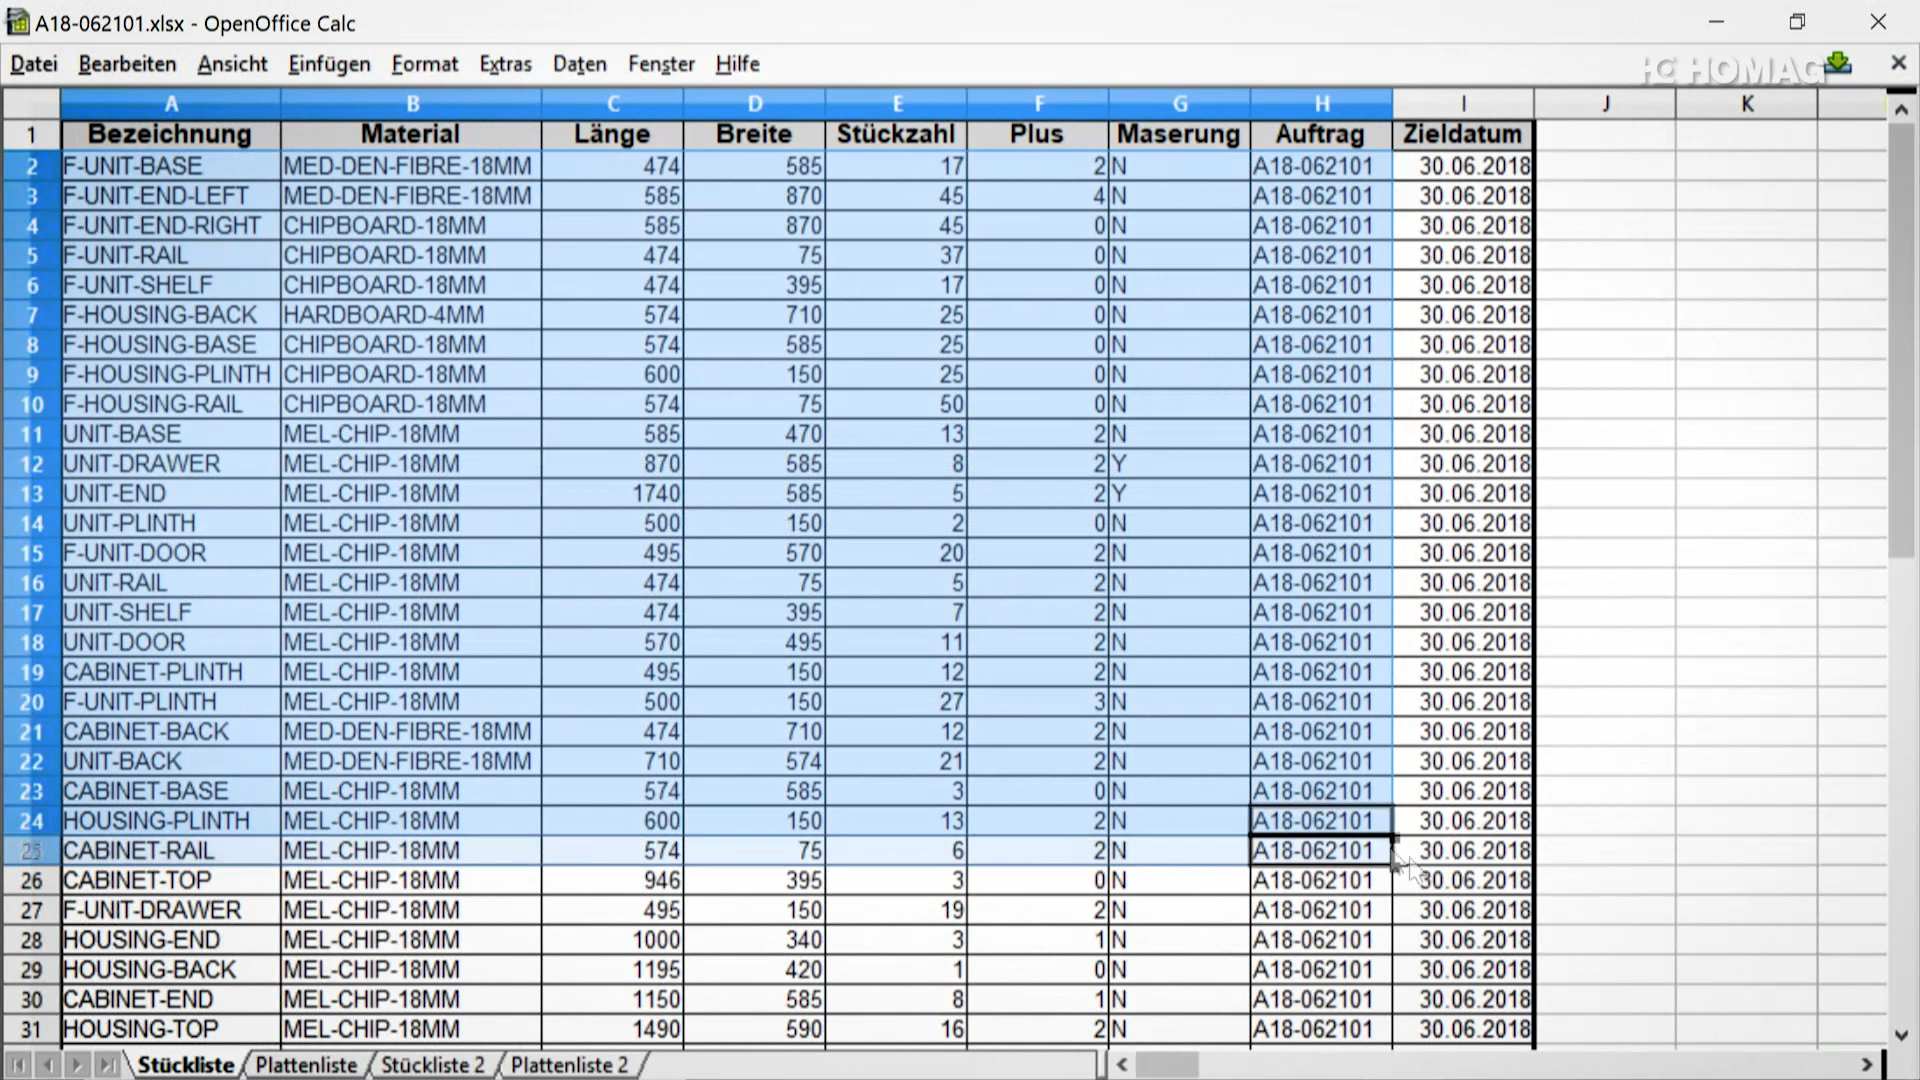 A18-062101.xlsx - OpenOffice Calc
Datei Bearbeiten Ansicht Einfügen Format Extras Daten Fenster Hilfe
HOMAG
A B C D E F G H I J K
1 Bezeichnung Material Länge Breite Stückzahl Plus Maserung Auftrag Zieldatum
2 F-UNIT-BASE MED-DEN-FIBRE-18MM 474 585 17 2 N A18-062101 30.06.2018
3 F-UNIT-END-LEFT MED-DEN-FIBRE-18MM 585 870 45 4 N A18-062101 30.06.2018
4 F-UNIT-END-RIGHT CHIPBOARD-18MM 585 870 45 0 N A18-062101 30.06.2018
5 F-UNIT-RAIL CHIPBOARD-18MM 474 75 37 0 N A18-062101 30.06.2018
6 F-UNIT-SHELF CHIPBOARD-18MM 474 395 17 0 N A18-062101 30.06.2018
7 F-HOUSING-BACK HARDBOARD-4MM 574 710 25 0 N A18-062101 30.06.2018
8 F-HOUSING-BASE CHIPBOARD-18MM 574 585 25 0 N A18-062101 30.06.2018
9 F-HOUSING-PLINTH CHIPBOARD-18MM 600 150 25 0 N A18-062101 30.06.2018
10 F-HOUSING-RAIL CHIPBOARD-18MM 574 75 50 0 N A18-062101 30.06.2018
11 UNIT-BASE MEL-CHIP-18MM 585 470 13 2 N A18-062101 30.06.2018
12 UNIT-DRAWER MEL-CHIP-18MM 870 585 8 2 Y A18-062101 30.06.2018
13 UNIT-END MEL-CHIP-18MM 1740 585 5 2 Y A18-062101 30.06.2018
14 UNIT-PLINTH MEL-CHIP-18MM 500 150 2 0 N A18-062101 30.06.2018
15 F-UNIT-DOOR MEL-CHIP-18MM 495 570 20 2 N A18-062101 30.06.2018
16 UNIT-RAIL MEL-CHIP-18MM 474 75 5 2 N A18-062101 30.06.2018
17 UNIT-SHELF MEL-CHIP-18MM 474 395 7 2 N A18-062101 30.06.2018
18 UNIT-DOOR MEL-CHIP-18MM 570 495 11 2 N A18-062101 30.06.2018
19 CABINET-PLINTH MEL-CHIP-18MM 495 150 12 2 N A18-062101 30.06.2018
20 F-UNIT-PLINTH MEL-CHIP-18MM 500 150 27 3 N A18-062101 30.06.2018
21 CABINET-BACK MED-DEN-FIBRE-18MM 474 710 12 2 N A18-062101 30.06.2018
22 UNIT-BACK MED-DEN-FIBRE-18MM 710 574 21 2 N A18-062101 30.06.2018
23 CABINET-BASE MEL-CHIP-18MM 574 585 3 0 N A18-062101 30.06.2018
24 HOUSING-PLINTH MEL-CHIP-18MM 600 150 13 2 N A18-062101 30.06.2018
25 CABINET-RAIL MEL-CHIP-18MM 574 75 6 2 N A18-062101 30.06.2018
26 CABINET-TOP MEL-CHIP-18MM 946 395 3 0 N A18-062101 30.06.2018
27 F-UNIT-DRAWER MEL-CHIP-18MM 495 150 19 2 N A18-062101 30.06.2018
28 HOUSING-END MEL-CHIP-18MM 1000 340 3 1 N A18-062101 30.06.2018
29 HOUSING-BACK MEL-CHIP-18MM 1195 420 1 0 N A18-062101 30.06.2018
30 CABINET-END MEL-CHIP-18MM 1150 585 8 1 N A18-062101 30.06.2018
31 HOUSING-TOP MEL-CHIP-18MM 1490 590 16 2 N A18-062101 30.06.2018
Stückliste Plattenliste Stückliste 2 Plattenliste 2